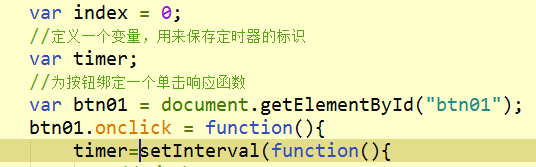 var index = 0;
//定义一个变量，用来保存定时器的标识
var timer;
//为按钮绑定一个单击响应函数
var btn01 = document.getElementById("btn01");
btn01.onclick = function(){
timer=setInterval(function(){